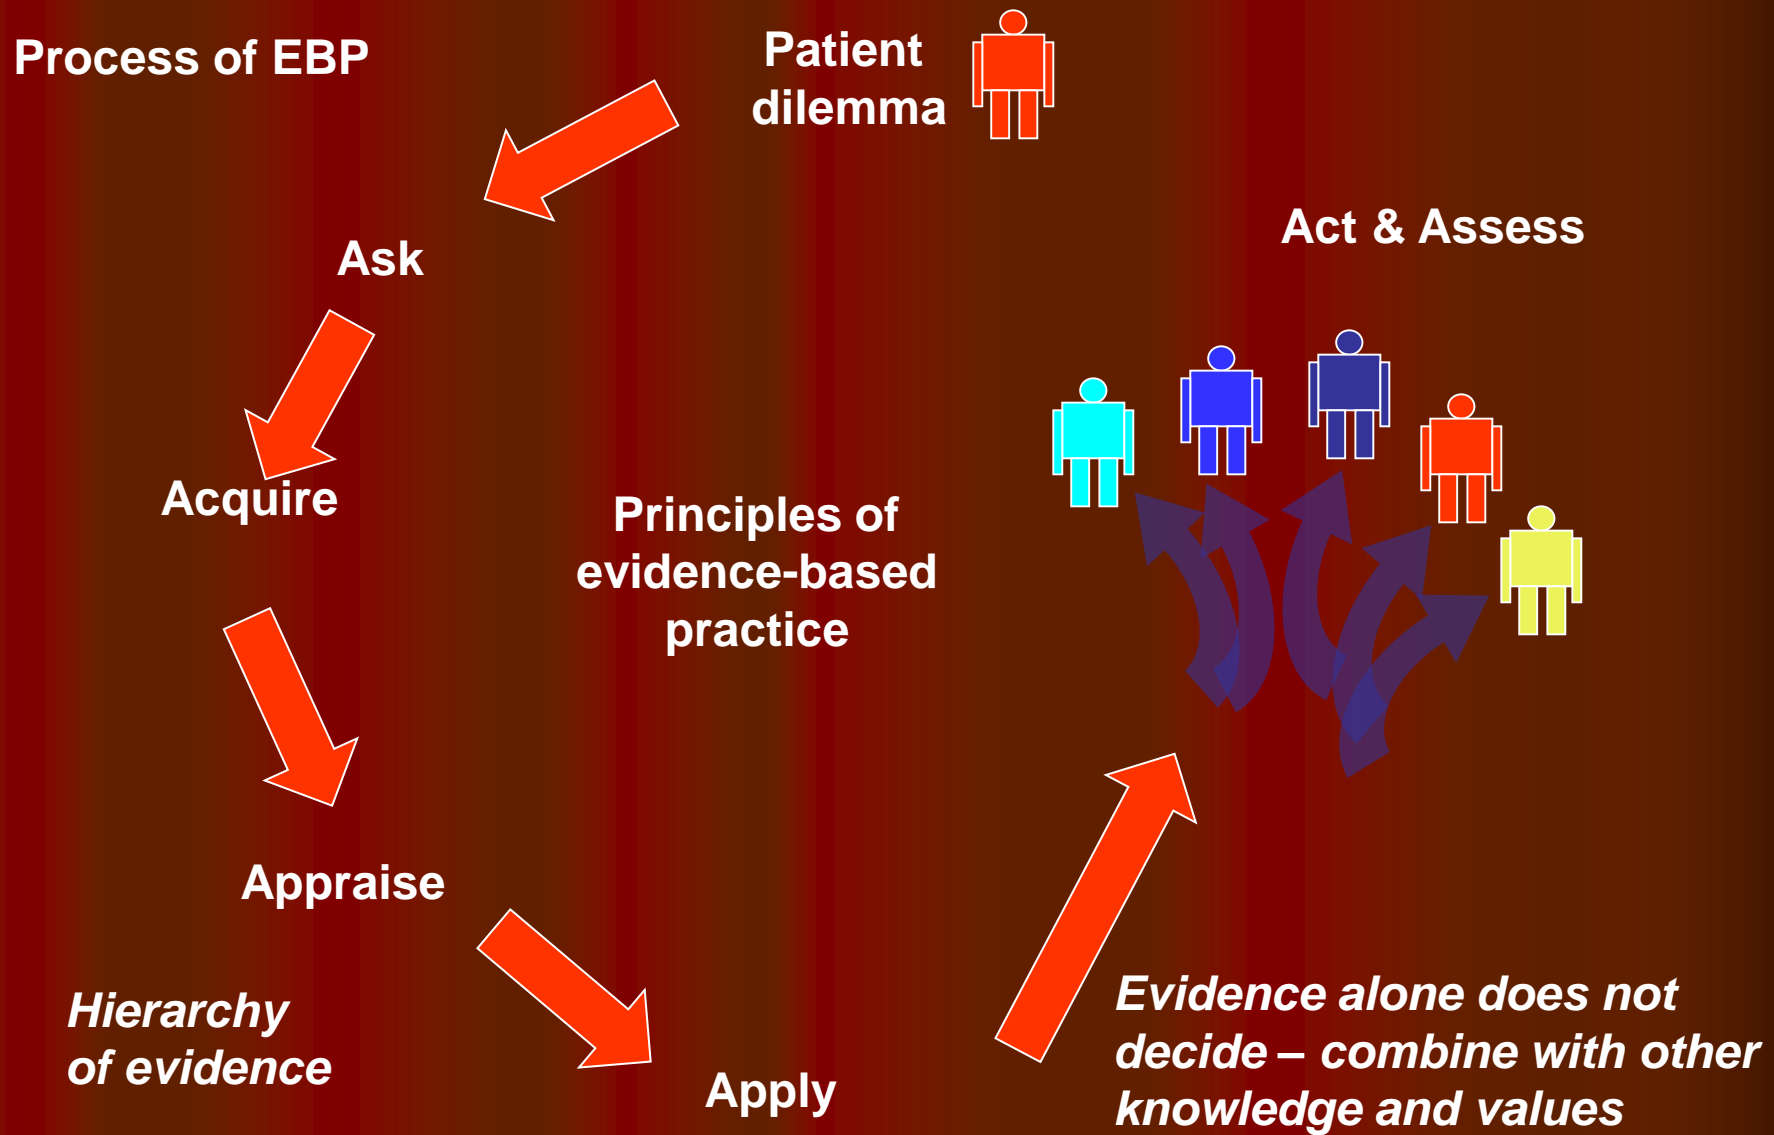 Process of EBP
Patient
dilemma
Act & Assess
Ask
Acquire
Principles of
evidence-based
practice
Appraise
Hierarchy
of evidence
Apply
Evidence alone does not
decide – combine with other
knowledge and values